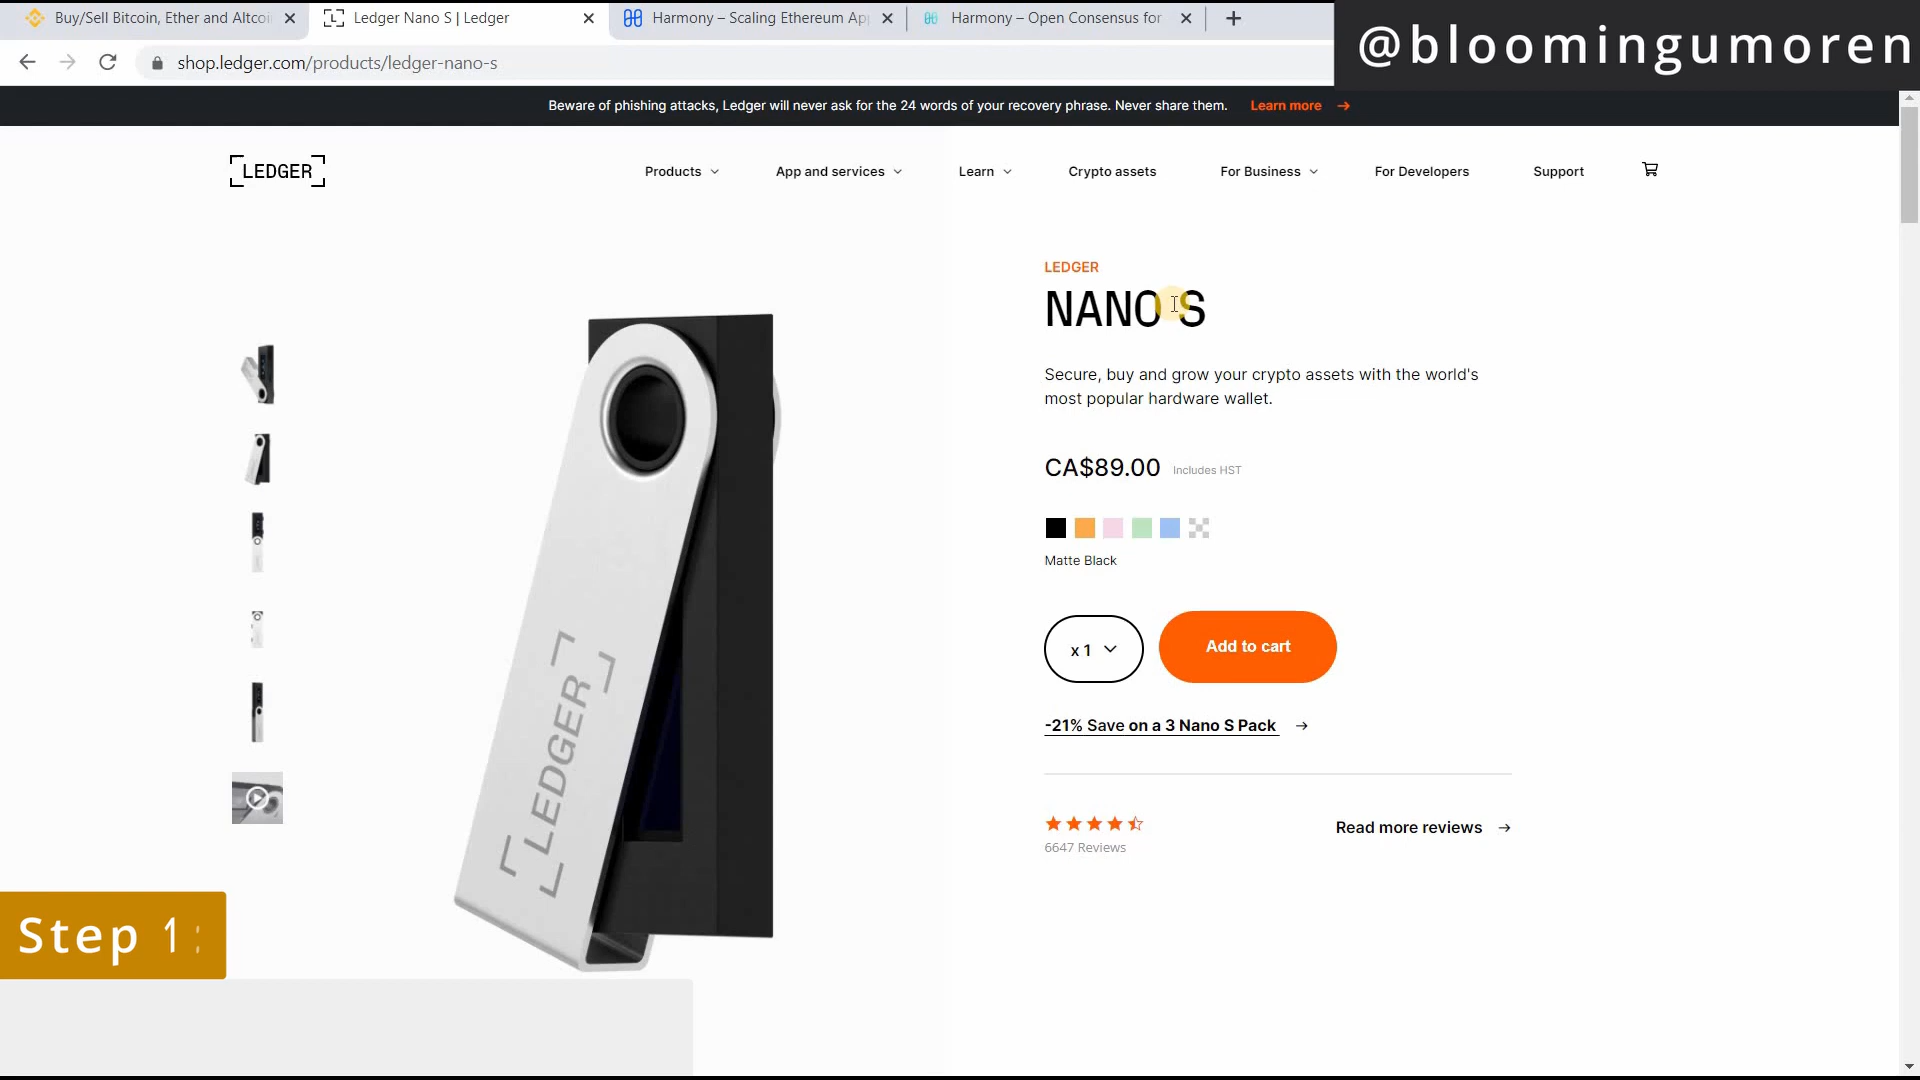 Buy/Sell Bitcoin, Ether and Altcoi
Ledger Nano S | Ledger
Harmony – Scaling Ethereum Ap
Harmony – Open Consensus for
@bloomingumoren
shop.ledger.com/products/ledger-nano-s
Beware of phishing attacks, Ledger will never ask for the 24 words of your recovery phrase. Never share them. Learn more →
LEDGER
Products
App and services
Learn
Crypto assets
For Business
For Developers
Support
LEDGER
NANO S
Secure, buy and grow your crypto assets with the world's
most popular hardware wallet.
CA$89.00 Includes HST
Matte Black
x 1
Add to cart
-21% Save on a 3 Nano S Pack →
6647 Reviews
Read more reviews →
LEDGER
Step 1: